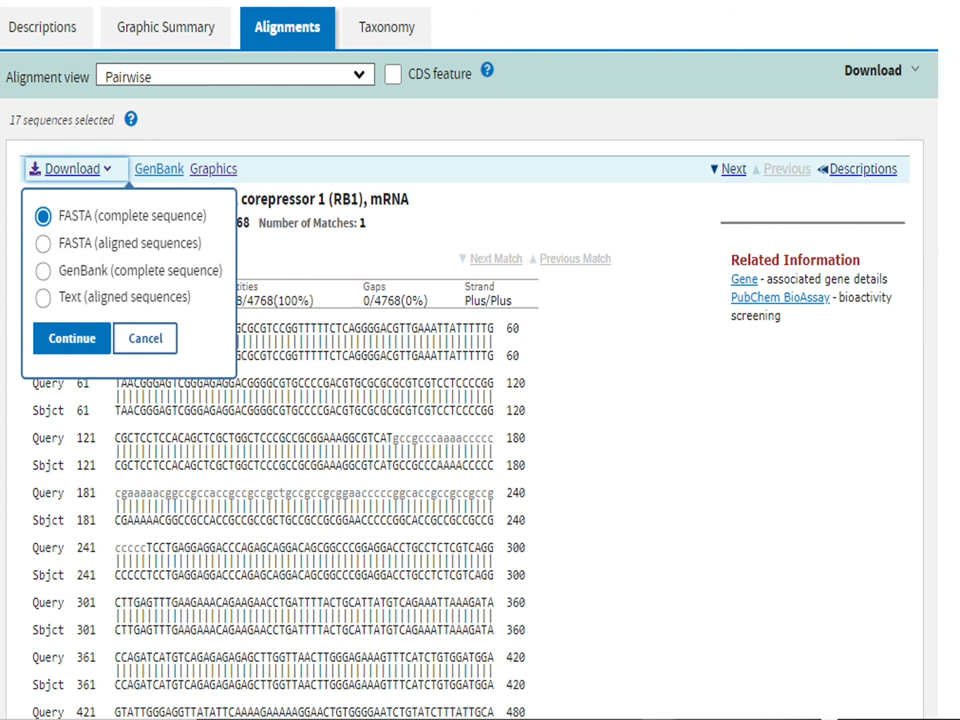 Descriptions Graphic Summary Alignments Taxonomy
Alignment view Pairwise CDS feature ? Download
17 sequences selected ?
Download GenBank Graphics Next Previous Descriptions
corepressor 1 (RB1), mRNA
68 Number of Matches: 1
FASTA (complete sequence)
FASTA (aligned sequences)
GenBank (complete sequence)
Text (aligned sequences)
Continue Cancel
Next Match Previous Match
Related Information
Gene - associated gene details
PubChem BioAssay - bioactivity
screening
tities Gaps Strand
8/4768(100%) 0/4768(0%) Plus/Plus
GCGCGTCCGGTTTTTCTCAGGGGACGTTGAAATTATTTTTG 60
GCGCGTCCGGTTTTTCTCAGGGGACGTTGAAATTATTTTTG 60
Query 61 TAACGGGAGTCGGGAGAGGACGGGGCGTGCCCCGACGTGCGCGCGCGTCGTCCTCCCCGG 120
Sbjct 61 TAACGGGAGTCGGGAGAGGACGGGGCGTGCCCCGACGTGCGCGCGCGTCGTCCTCCCCGG 120
Query 121 CGCTCCTCCACAGCTCGCTGGCTCCCGCCGCGGAAAGGCGTCATgccgcccaaaaccccc 180
Sbjct 121 CGCTCCTCCACAGCTCGCTGGCTCCCGCCGCGGAAAGGCGTCATGCCGCCCAAAACCCCC 180
Query 181 cgaaaaacggccgccaccgccgccgctgccgccgcggaacccccggcaccgccgccgccg 240
Sbjct 181 CGAAAAACGGCCGCCACCGCCGCCGCTGCCGCCGCGGAACCCCCGGCACCGCCGCCGCCG 240
Query 241 cccccTCCTGAGGAGGACCCAGAGCAGGACAGCGGCCCGGAGGACCTGCCTCTCGTCAGG 300
Sbjct 241 CCCCCTCCTGAGGAGGACCCAGAGCAGGACAGCGGCCCGGAGGACCTGCCTCTCGTCAGG 300
Query 301 CTTGAGTTTGAAGAAACAGAAGAACCTGATTTTACTGCATTATGTCAGAAATTAAAGATA 360
Sbjct 301 CTTGAGTTTGAAGAAACAGAAGAACCTGATTTTACTGCATTATGTCAGAAATTAAAGATA 360
Query 361 CCAGATCATGTCAGAGAGAGAGCTTGGTTAACTTGGGAGAAAGTTTCATCTGTGGATGGA 420
Sbjct 361 CCAGATCATGTCAGAGAGAGAGCTTGGTTAACTTGGGAGAAAGTTTCATCTGTGGATGGA 420
Query 421 GTATTGGGAGGTTATATTCAAAAGAAAAAGGAACTGTGGGGAATCTGTATCTTTATTGCA 480